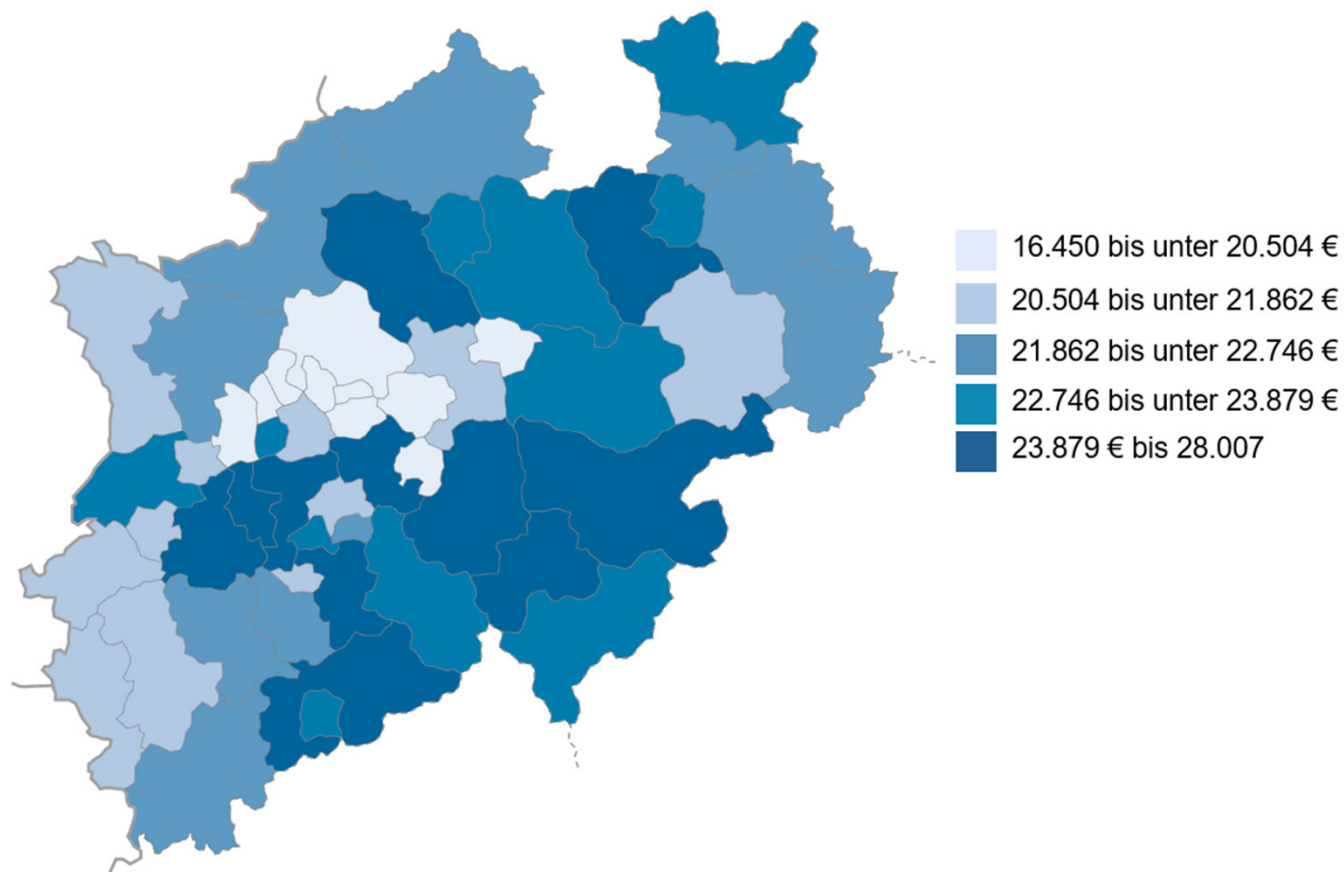 16.450 bis unter 20.504 €
20.504 bis unter 21.862 €
21.862 bis unter 22.746 €
22.746 bis unter 23.879 €
23.879 € bis 28.007